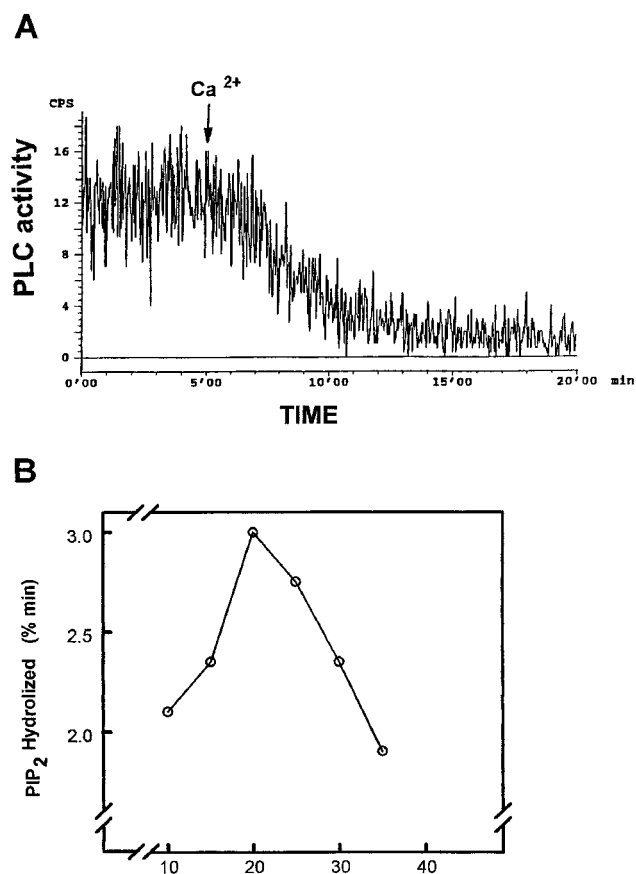 A
Ca 2+
CPS
PLC activity
16
12
8
4
0
0'00 5'00 10'00 15'00 20'00 min
TIME
B
PIP2 Hydrolized (% min)
3.0
2.5
2.0
10 20 30 40